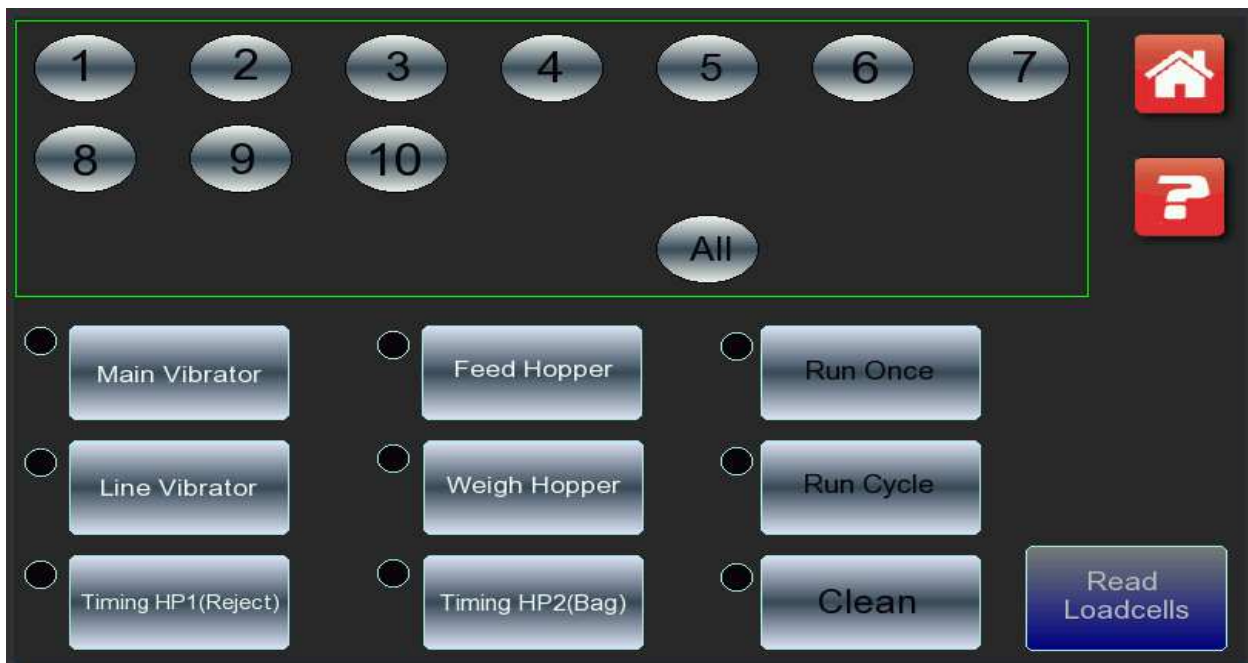 1 2 3 4 5 6 7
8 9 10
All
Main Vibrator
Feed Hopper
Run Once
Line Vibrator
Weigh Hopper
Run Cycle
Timing HP1(Reject)
Timing HP2(Bag)
Clean
Read
Loadcells